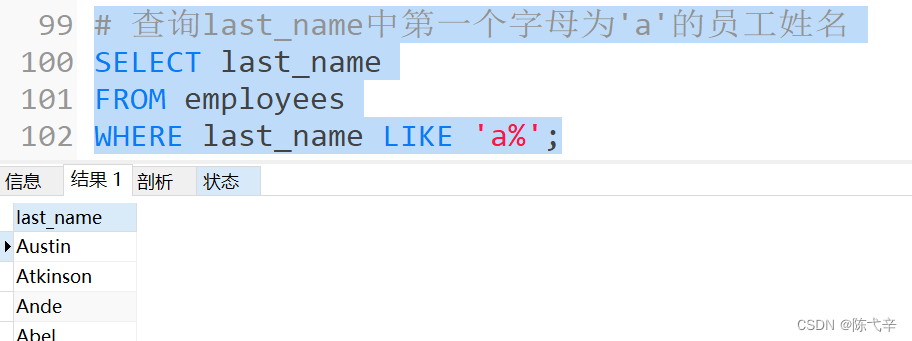 99 # 查询last_name中第一个字母为'a'的员工姓名
100 SELECT last_name
101 FROM employees
102 WHERE last_name LIKE 'a%';
信息 结果 1 剖析 状态
last_name
Austin
Atkinson
Ande
Abel
CSDN @陈弋辛